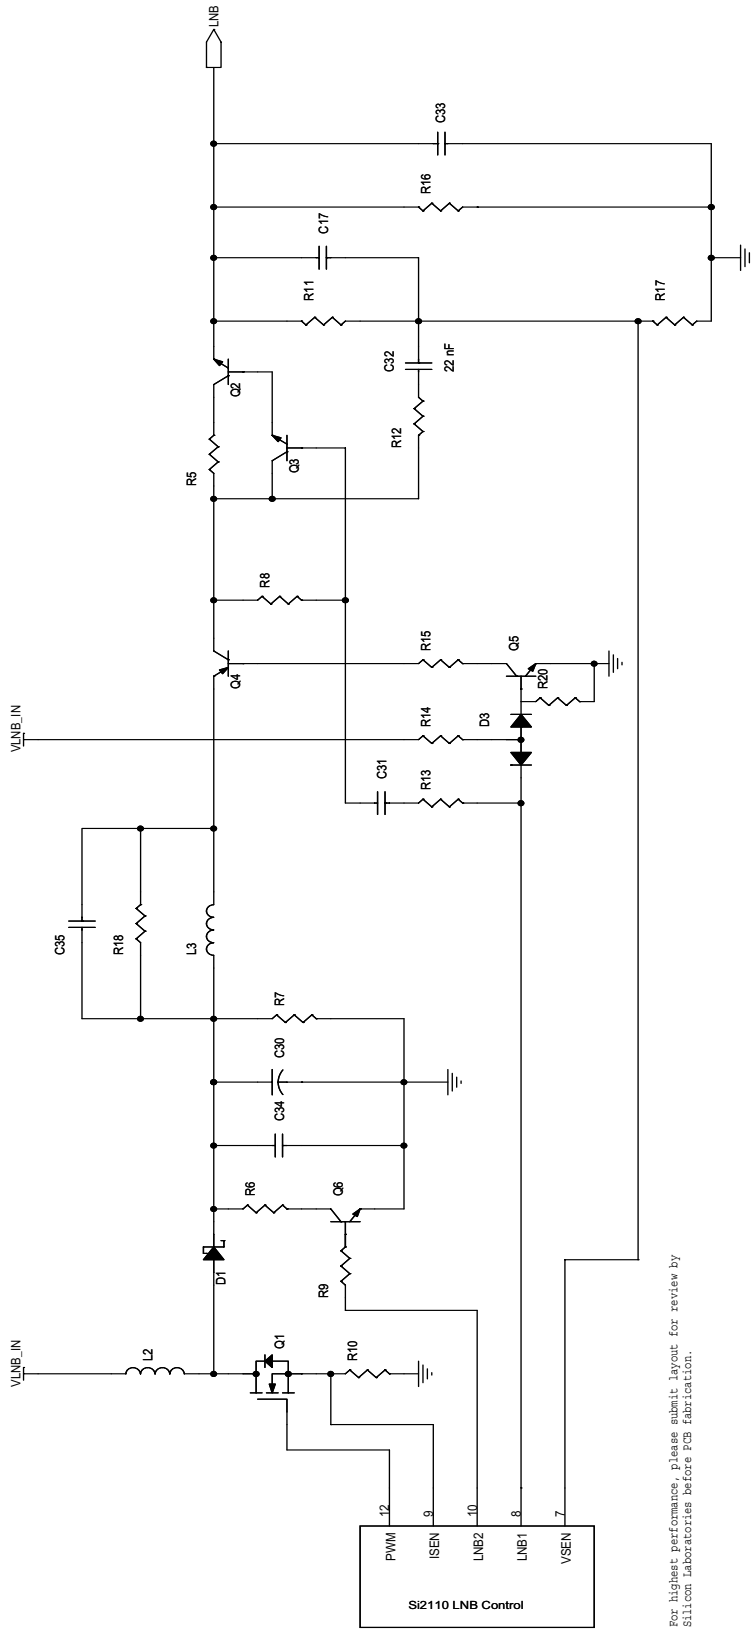 LNB
C33
R16
C17
R11
R17
C32
22 nF
Q2
R12
R5
Q3
R8
R15
Q5
Q4
R20
VLNB_IN
R14
D3
C31
R13
C35
R18
L3
R7
C30
C34
R6
Q6
D1
R9
VLNB_IN
L2
Q1
R10
12
9
10
8
7
PWM
ISEN
LNB2
LNB1
VSEN
Si2110 LNB Control
For highest performance, please submit layout for review by
Silicon Laboratories before PCB fabrication.